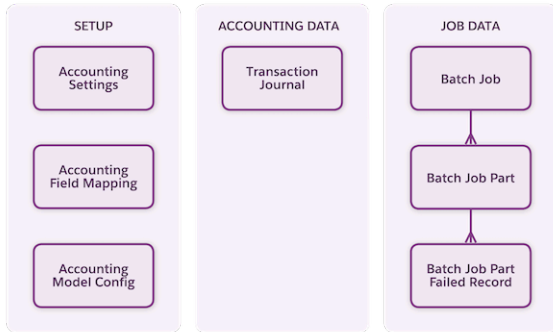 SETUP
Accounting
Settings
Accounting
Field Mapping
Accounting
Model Config
ACCOUNTING DATA
Transaction
Journal
JOB DATA
Batch Job
Batch Job Part
Batch Job Part
Failed Record